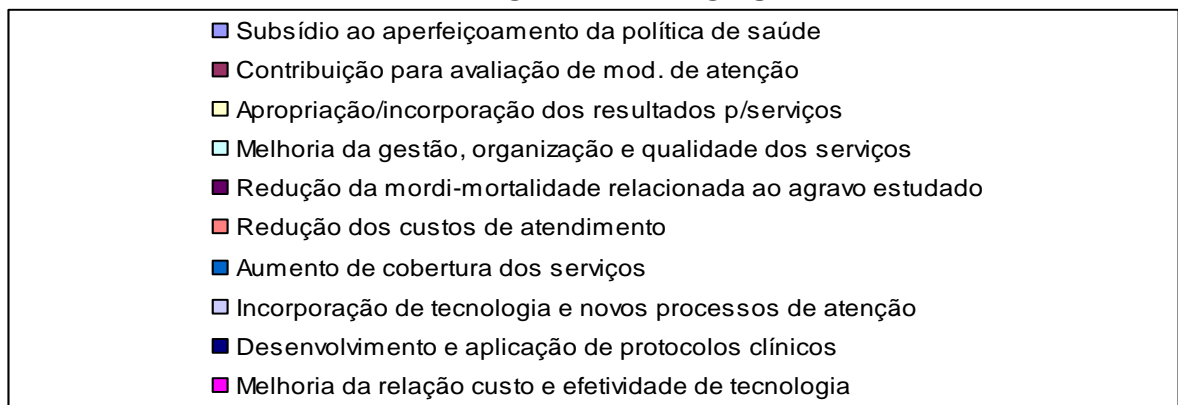 Subsídio ao aperfeiçoamento da política de saúde
Contribuição para avaliação de mod. de atenção
Apropriação/incorporação dos resultados p/serviços
Melhoria da gestão, organização e qualidade dos serviços
Redução da mordi-mortalidade relacionada ao agravo estudado
Redução dos custos de atendimento
Aumento de cobertura dos serviços
Incorporação de tecnologia e novos processos de atenção
Desenvolvimento e aplicação de protocolos clínicos
Melhoria da relação custo e efetividade de tecnologia